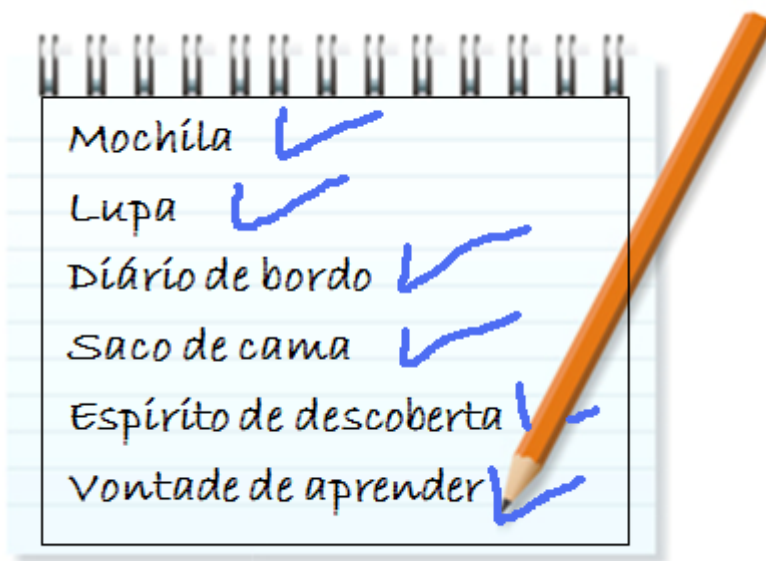 Mochila
Lupa
Diário de bordo
Saco de cama
Espírito de descoberta
Vontade de aprender